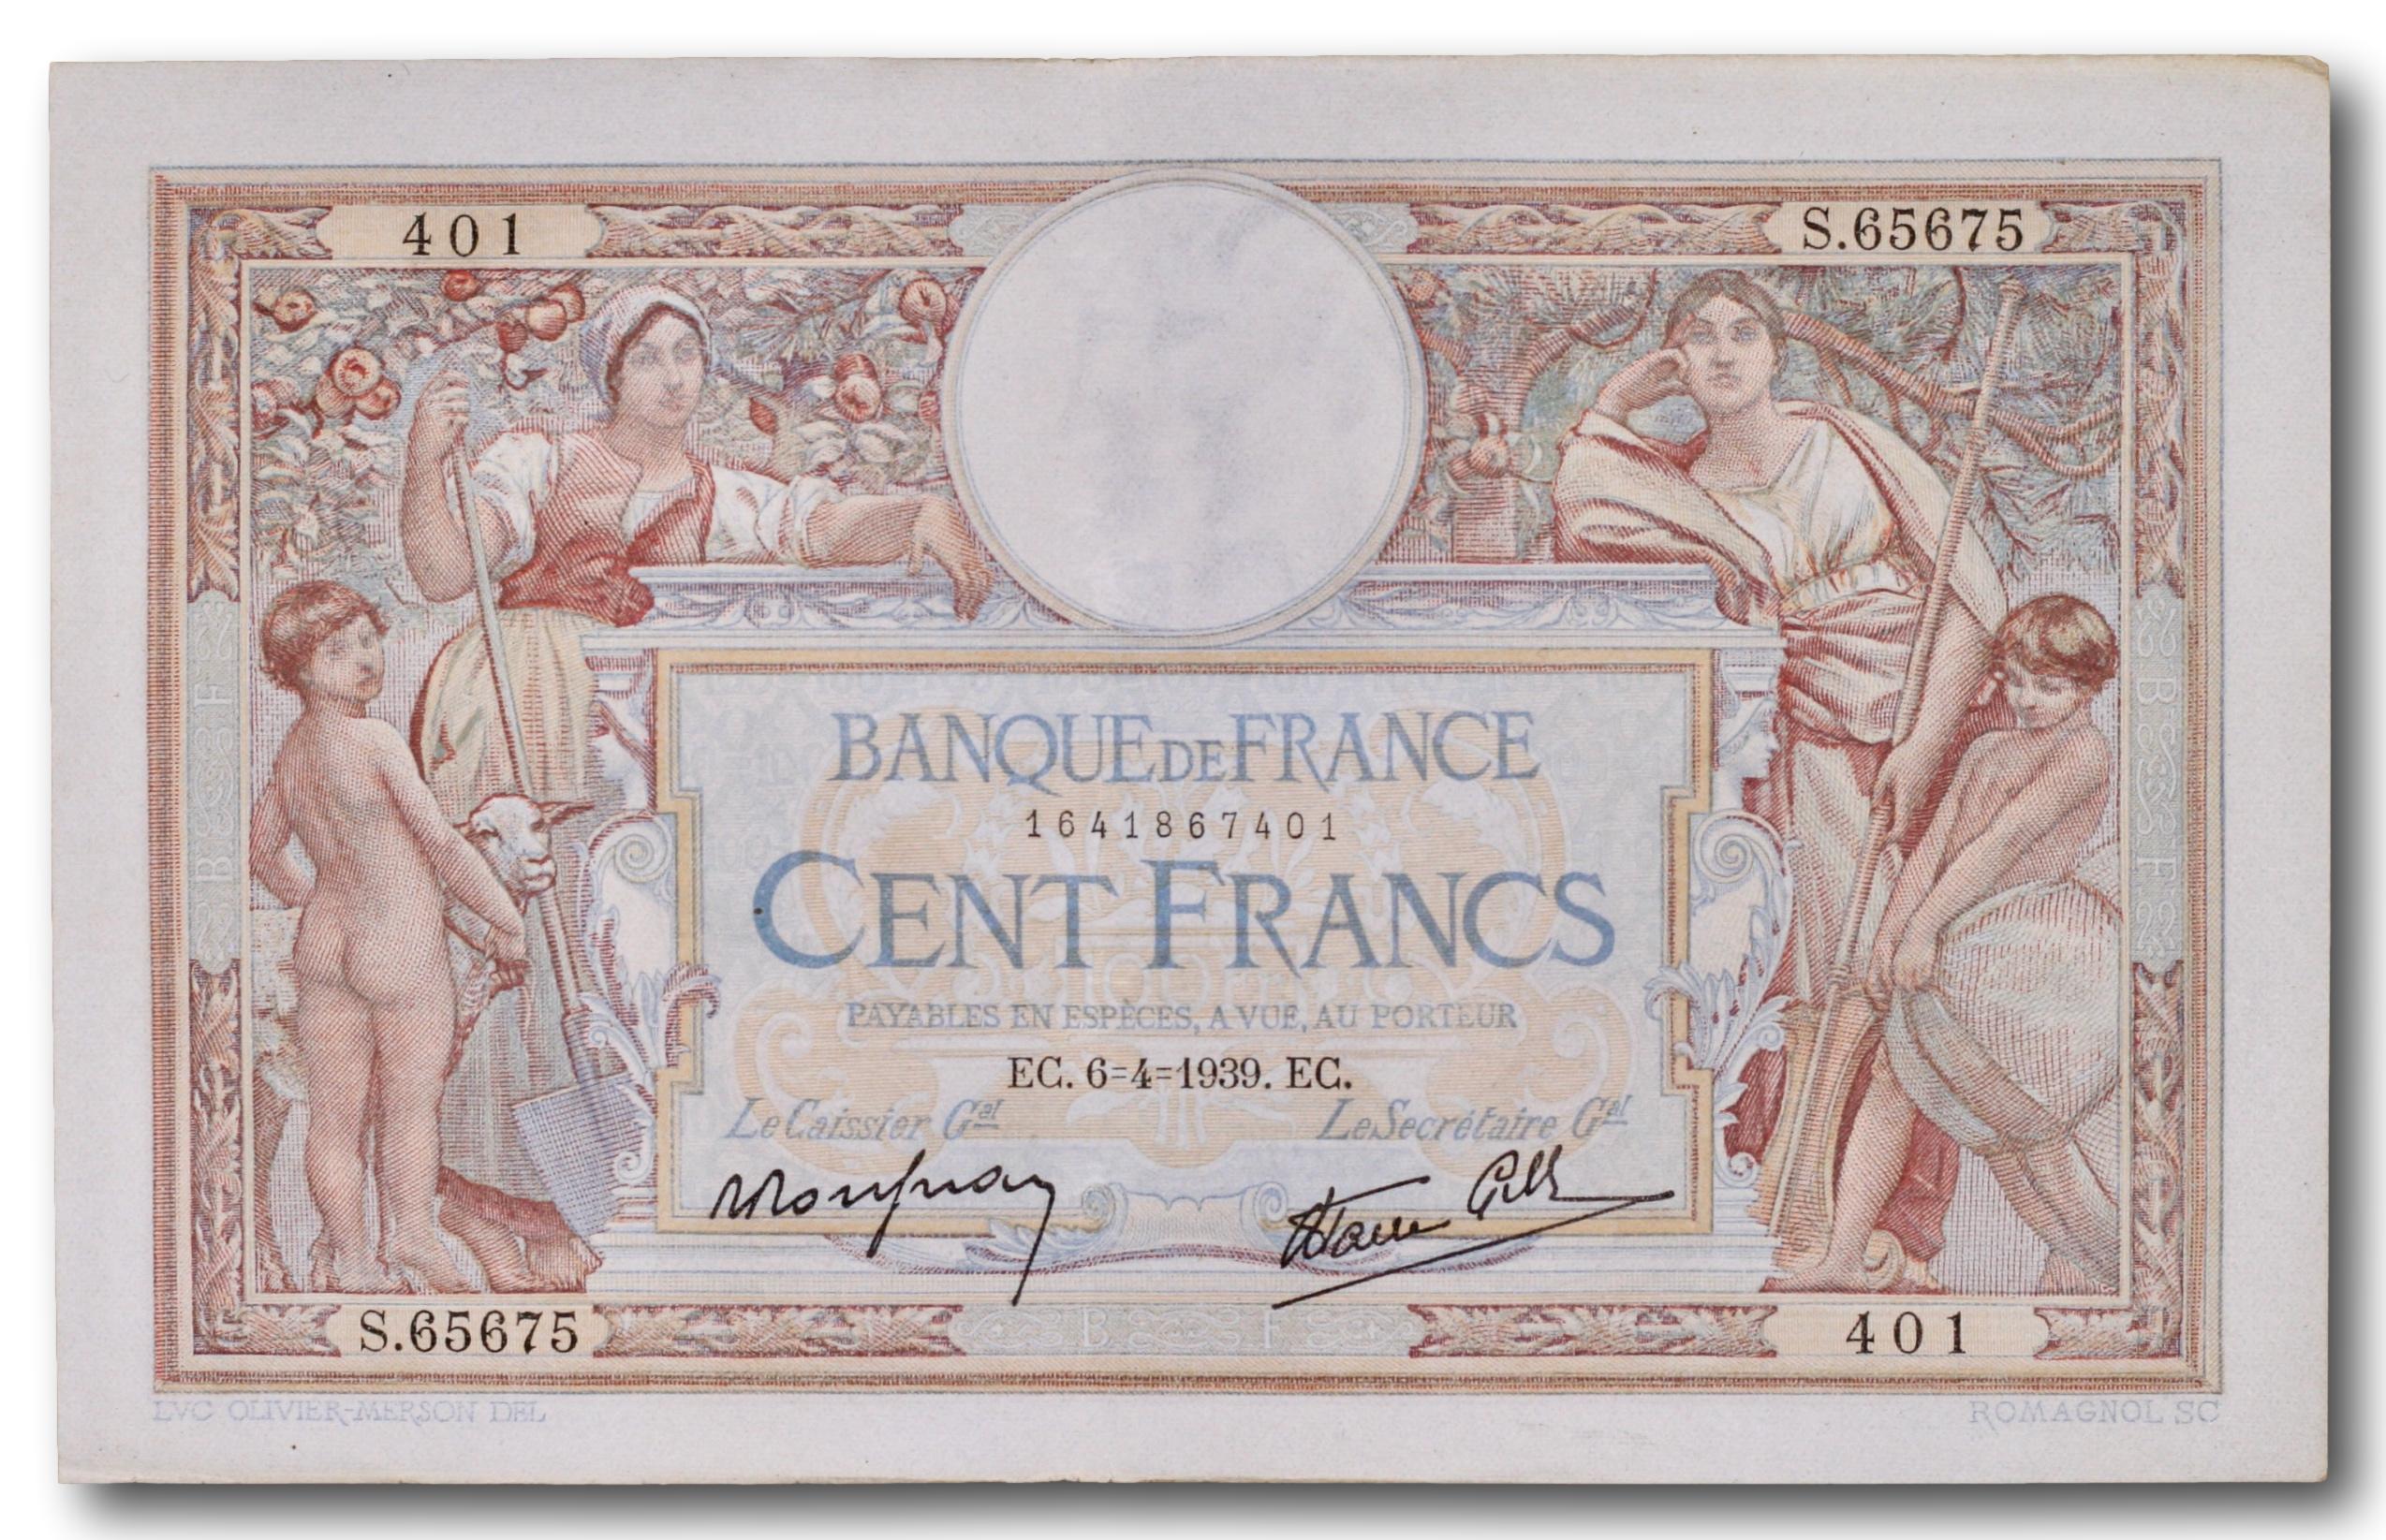 401
S.65675
BANQUE DE FRANCE
1641867401
CENT FRANCS
PAYABLES EN ESPÈCES, A VUE, AU PORTEUR
EC. 6=4=1939. EC.
Le Caissier Gal
Le Secrétaire Gal
S.65675
B F
401
B F
B F
LVC OLIVIER-MERSON DEL
ROMAGNOL SC